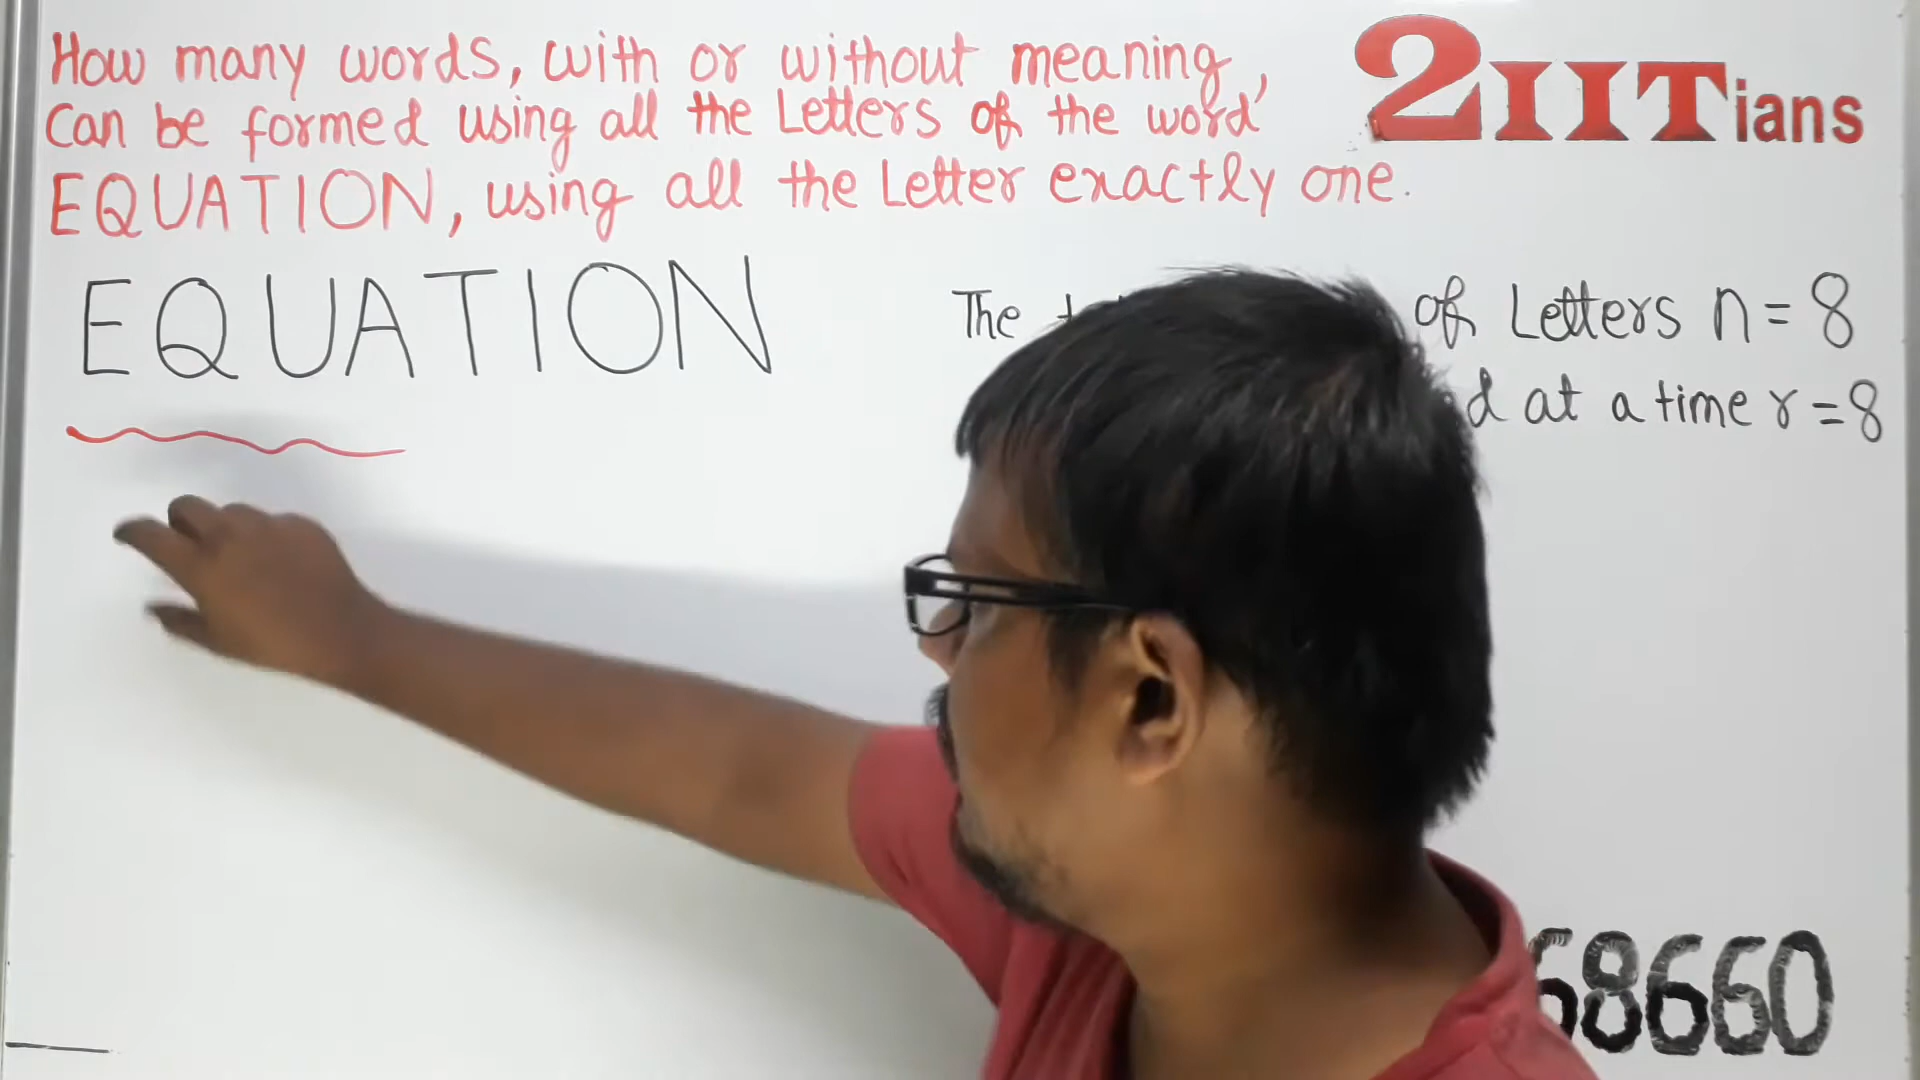 How many words, with or without meaning,
2IITians
Can be formed using all the Letters of the word
EQUATION, using all the Letter exactly one.
EQUATION
The of Letters n = 8
at a time r = 8
68660